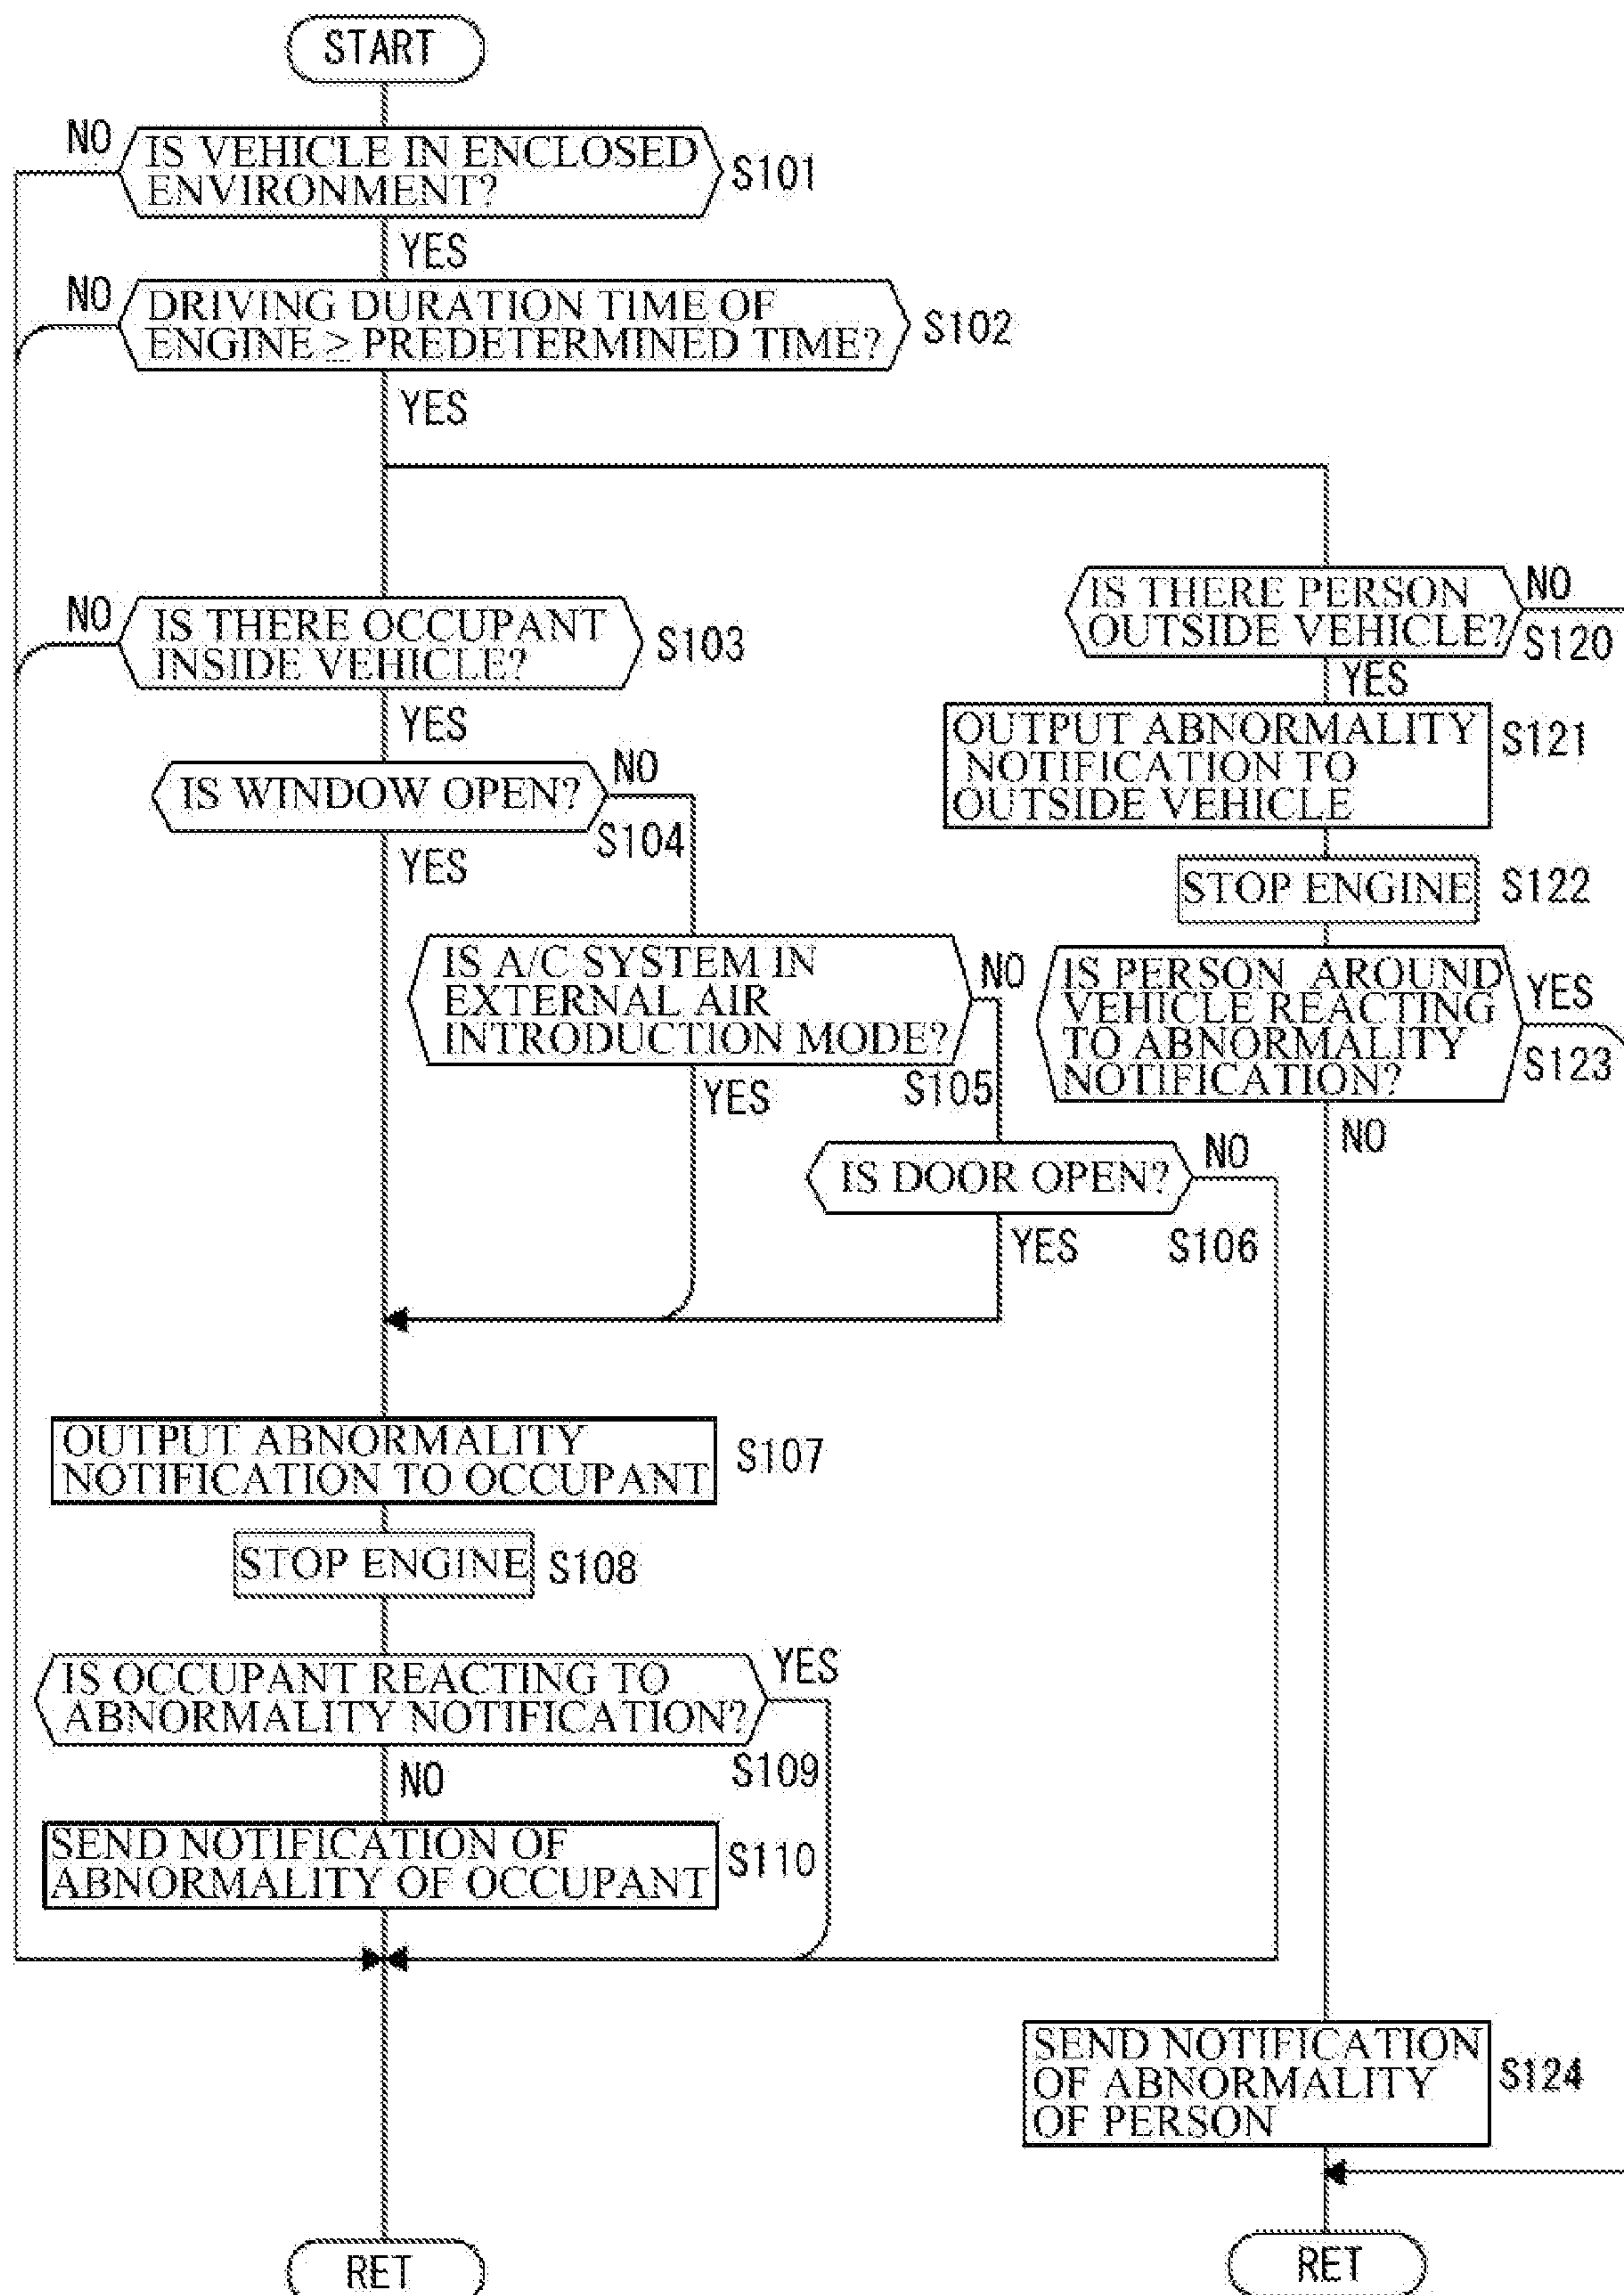 START
NO
IS VEHICLE IN ENCLOSED
ENVIRONMENT?
S101
YES
NO
DRIVING DURATION TIME OF
ENGINE ≥ PREDETERMINED TIME?
S102
YES
NO
IS THERE OCCUPANT
INSIDE VEHICLE?
S103
YES
IS WINDOW OPEN?
NO
S104
YES
IS A/C SYSTEM IN
EXTERNAL AIR
INTRODUCTION MODE?
NO
S105
YES
IS DOOR OPEN?
NO
S106
YES
OUTPUT ABNORMALITY
NOTIFICATION TO OCCUPANT
S107
STOP ENGINE
S108
IS OCCUPANT REACTING TO
ABNORMALITY NOTIFICATION?
YES
S109
NO
SEND NOTIFICATION OF
ABNORMALITY OF OCCUPANT
S110
RET
IS THERE PERSON
OUTSIDE VEHICLE?
NO
S120
YES
OUTPUT ABNORMALITY
NOTIFICATION TO
OUTSIDE VEHICLE
S121
STOP ENGINE
S122
IS PERSON AROUND
VEHICLE REACTING
TO ABNORMALITY
NOTIFICATION?
YES
S123
NO
SEND NOTIFICATION
OF ABNORMALITY
OF PERSON
S124
RET